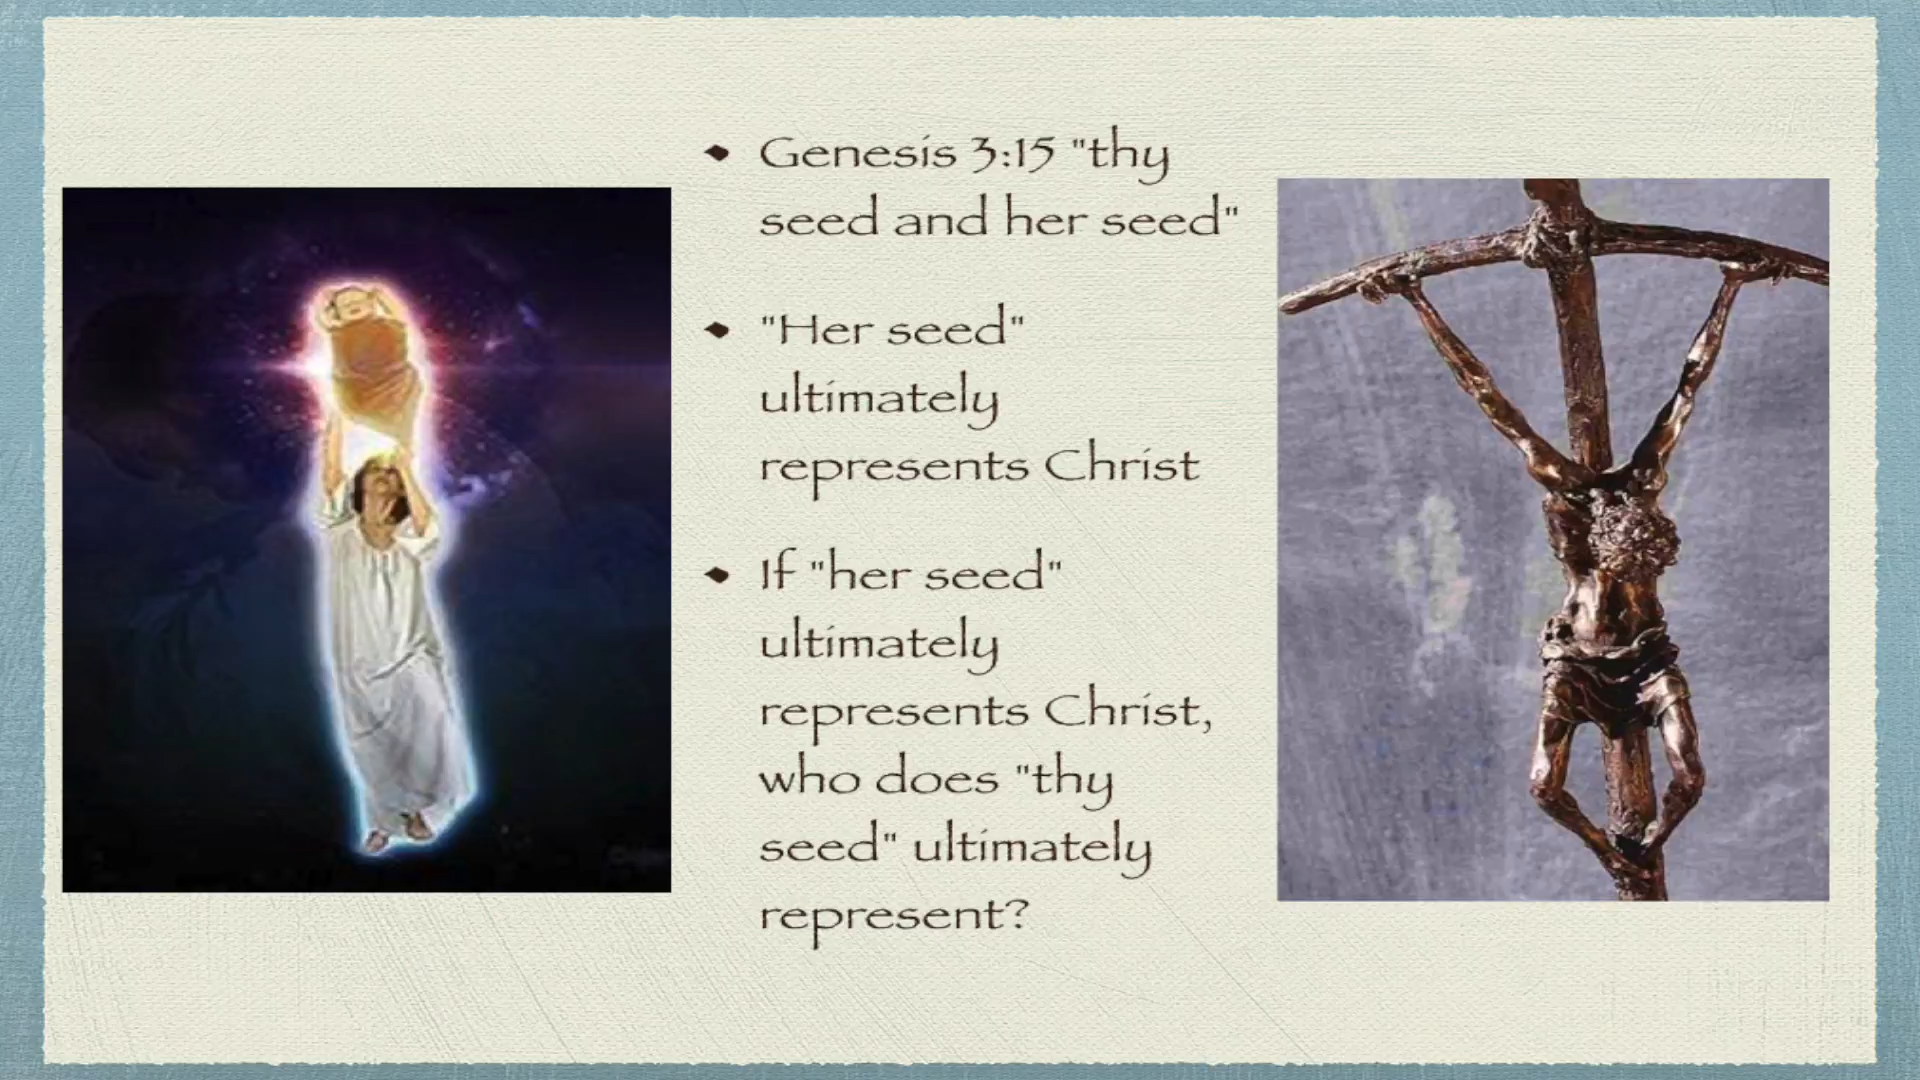 Genesis 3:15 "thy
seed and her seed"
"Her seed"
ultimately
represents Christ
If "her seed"
ultimately
represents Christ,
who does "thy
seed" ultimately
represent?